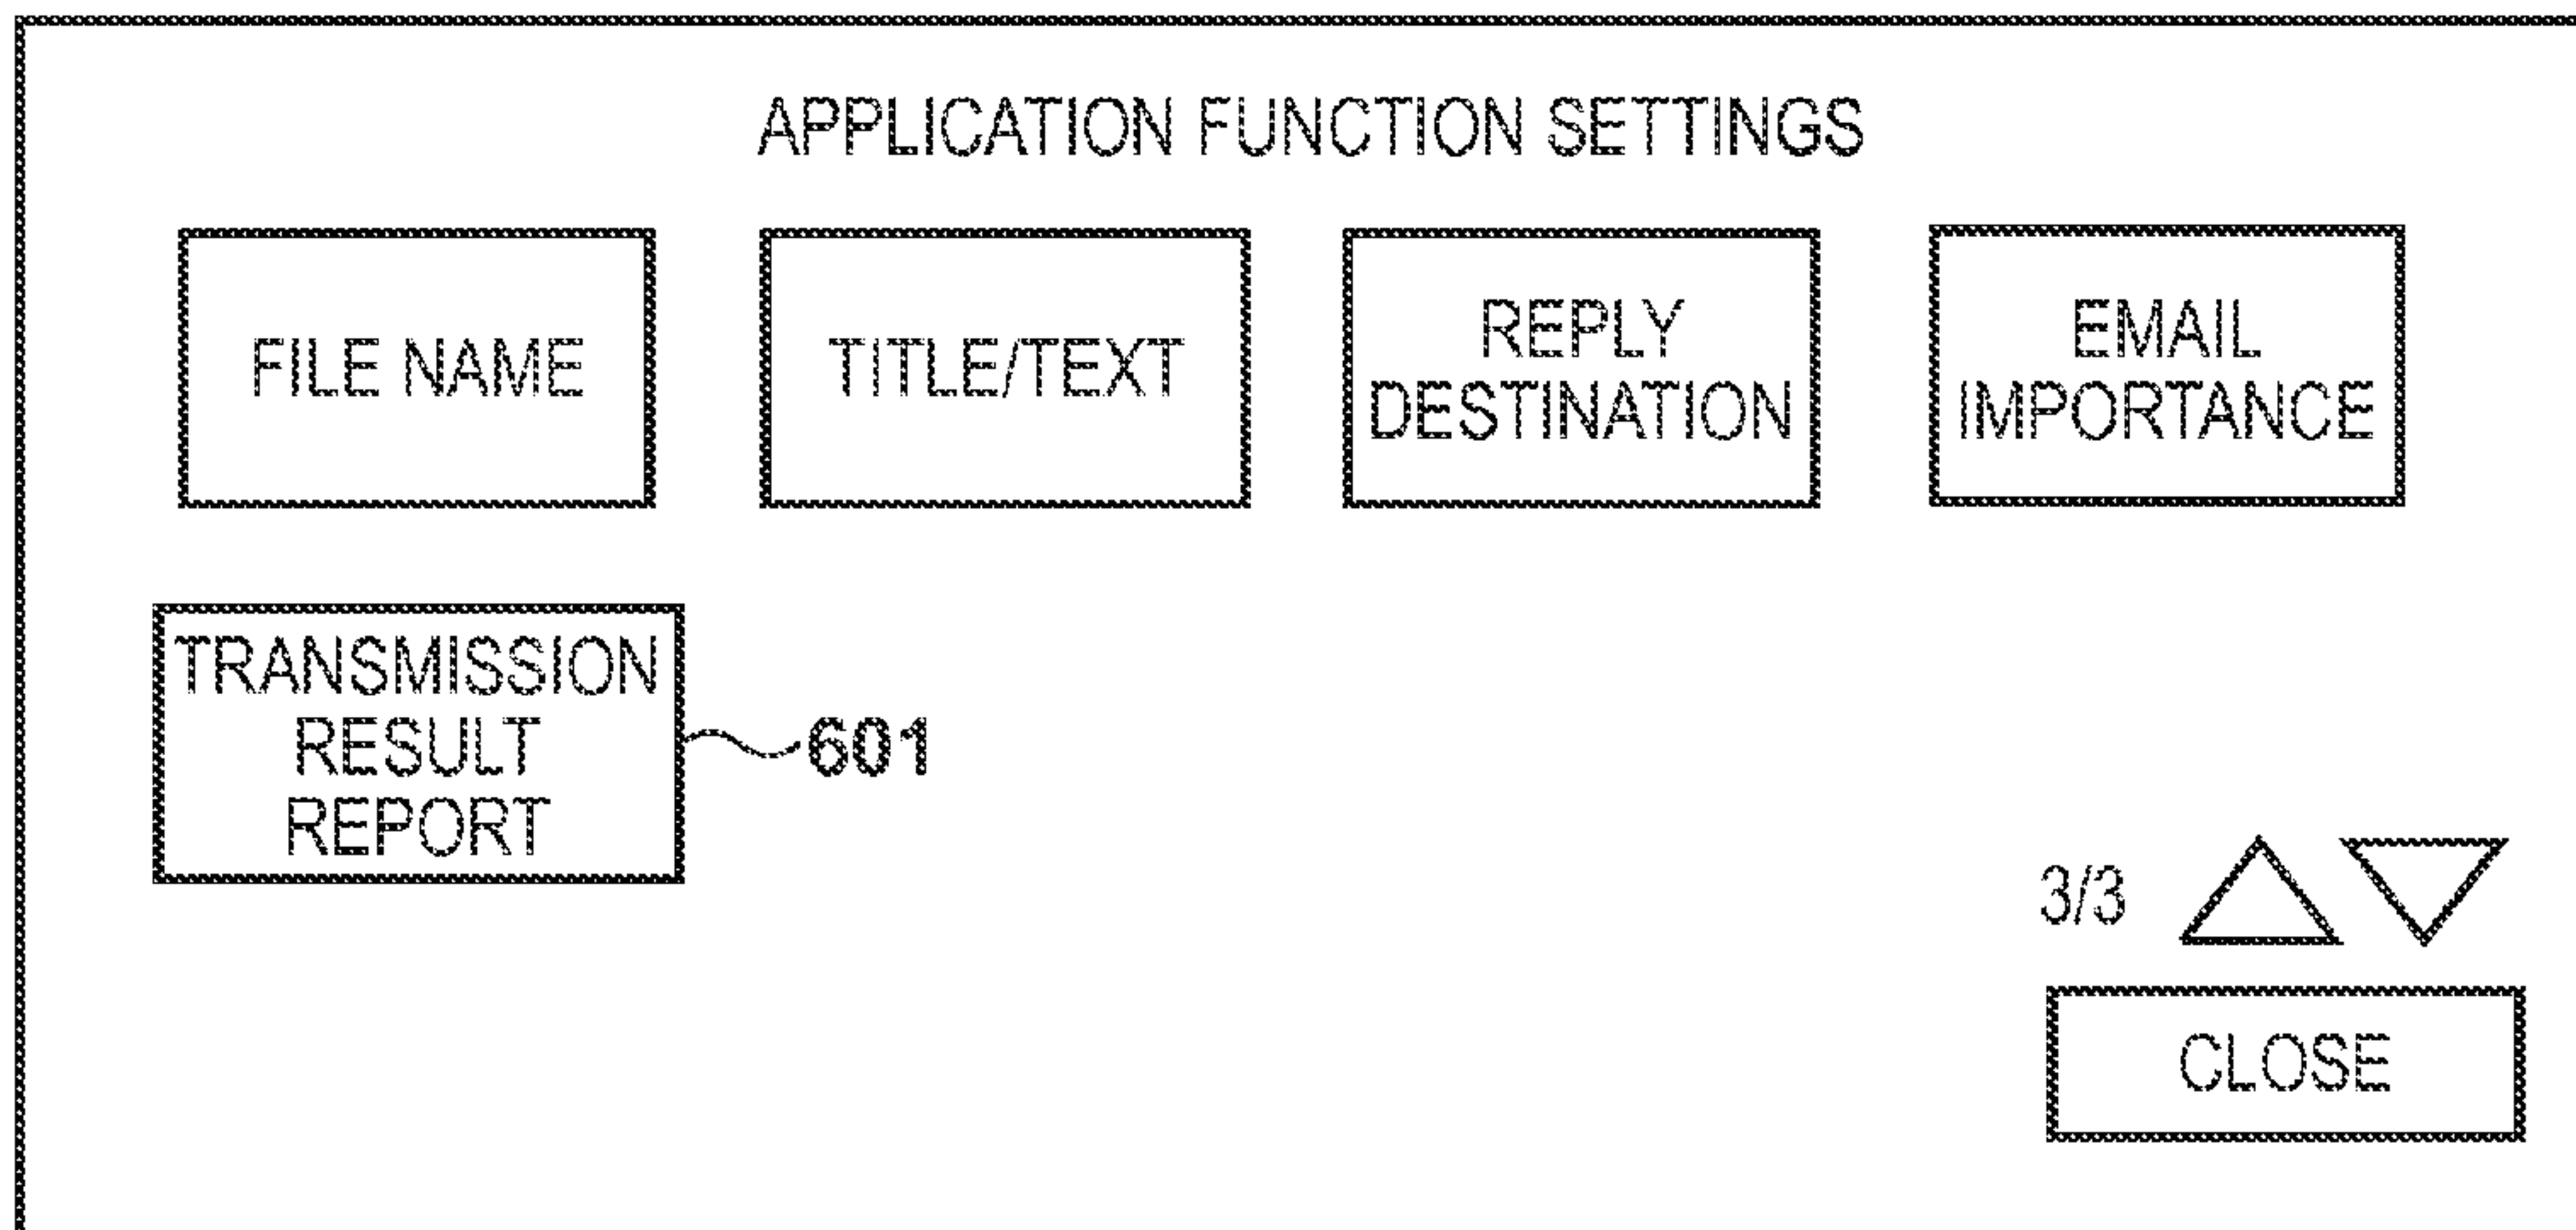 APPLICATION FUNCTION SETTINGS
FILE NAME
TITLE/TEXT
REPLY
DESTINATION
EMAIL
IMPORTANCE
TRANSMISSION
RESULT
REPORT
601
3/3
CLOSE